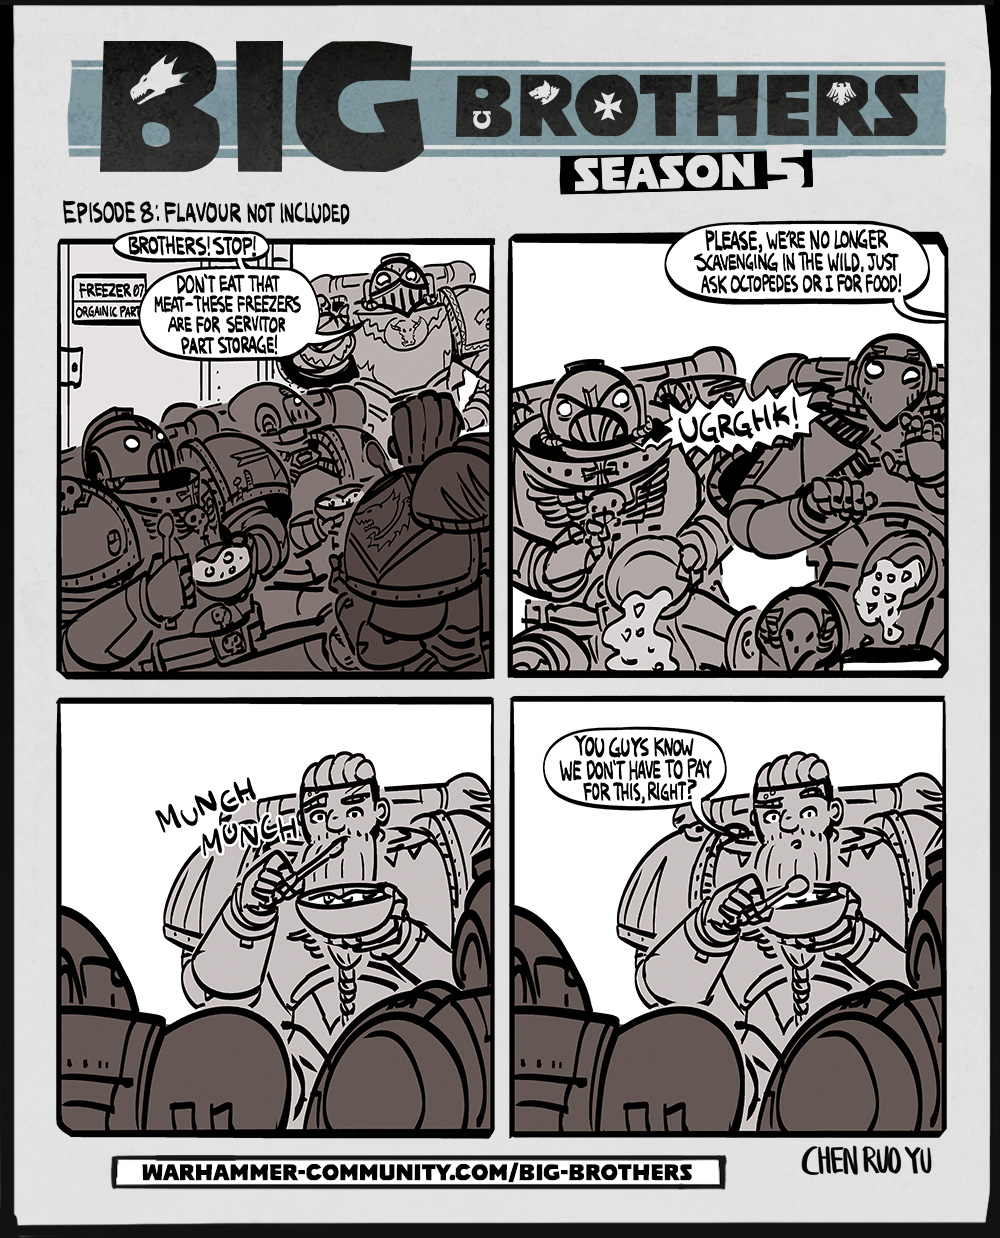 BIG BROTHERS
SEASON 5
EPISODE 8: FLAVOUR NOT INCLUDED
BROTHERS! STOP!
FREEZER 07
ORGAINIC PART
DON'T EAT THAT
MEAT-THESE FREEZERS
ARE FOR SERVITOR
PART STORAGE!
PLEASE, WE'RE NO LONGER
SCAVENGING IN THE WILD. JUST
ASK OCTOPEDES OR I FOR FOOD!
UGRGHK!
MUNCH
MUNCH
YOU GUYS KNOW
WE DON'T HAVE TO PAY
FOR THIS, RIGHT?
WARHAMMER-COMMUNITY.COM/BIG-BROTHERS
CHEN RUO YU